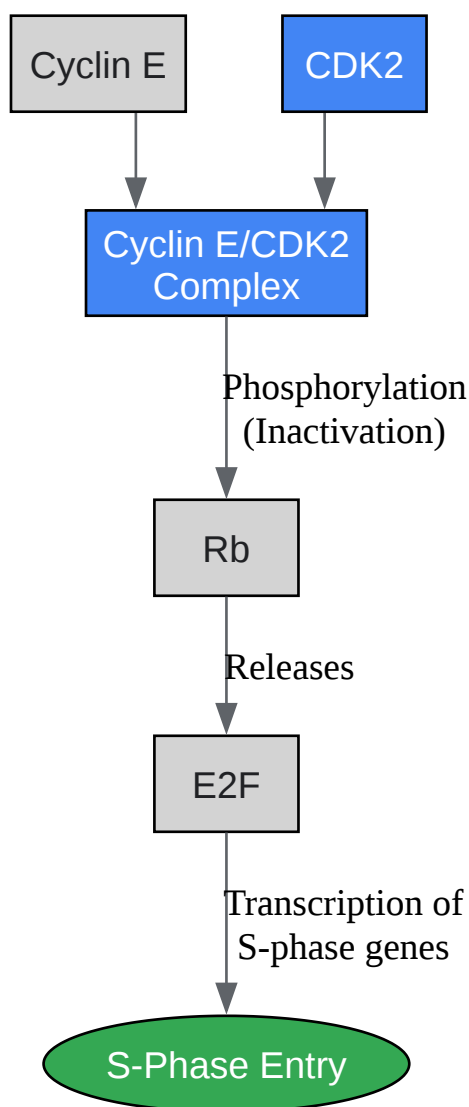 Cyclin E
CDK2
Cyclin E/CDK2
Complex
Phosphorylation
(Inactivation)
Rb
Releases
E2F
Transcription of
S-phase genes
S-Phase Entry